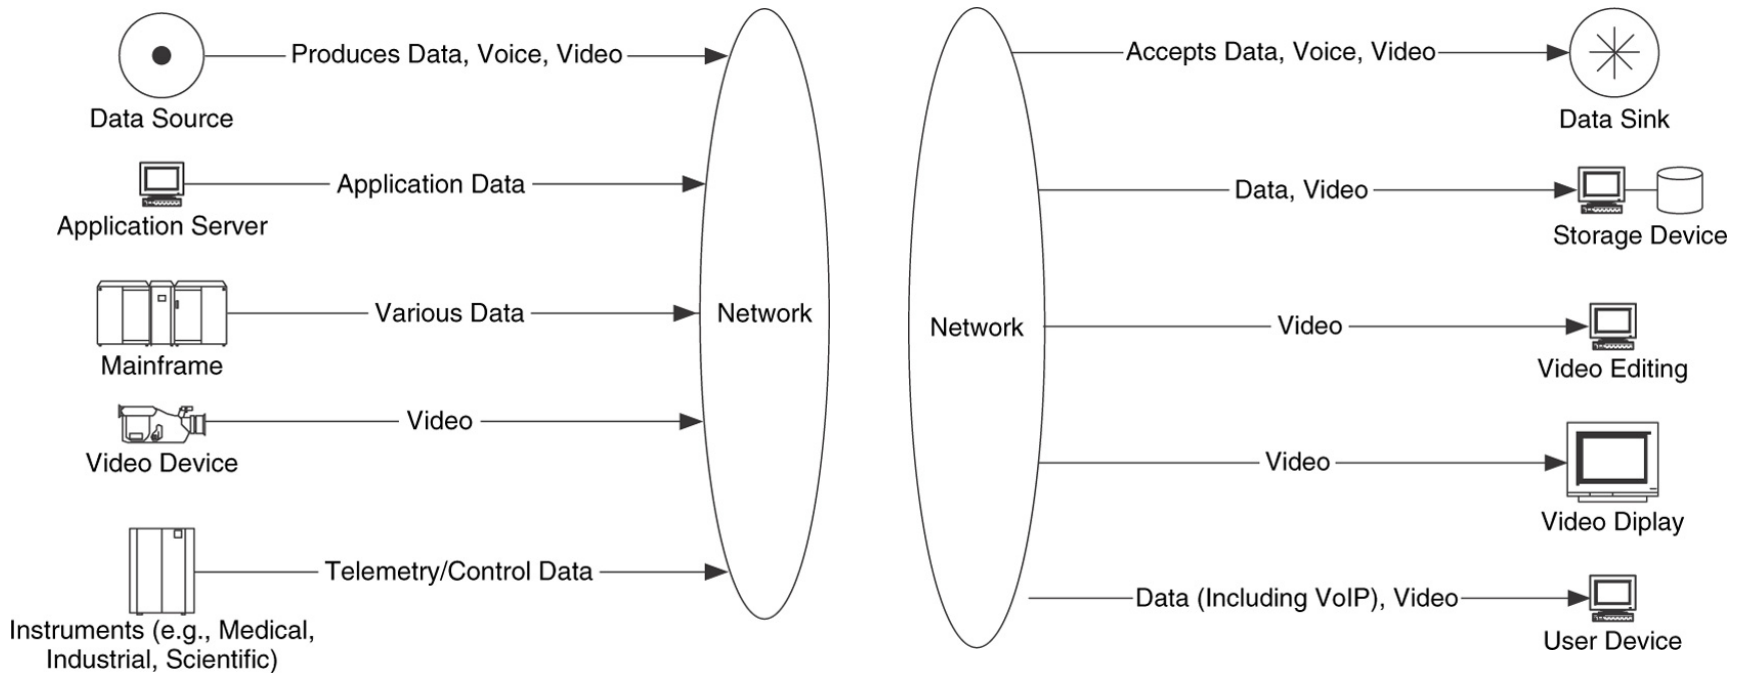 Produces Data, Voice, Video
Data Source
Application Data
Application Server
Various Data
Mainframe
Video
Video Device
Telemetry/Control Data
Instruments (e.g., Medical,
Industrial, Scientific)
Network
Network
Accepts Data, Voice, Video
Data Sink
Data, Video
Storage Device
Video
Video Editing
Video
Video Diplay
Data (Including VoIP), Video
User Device